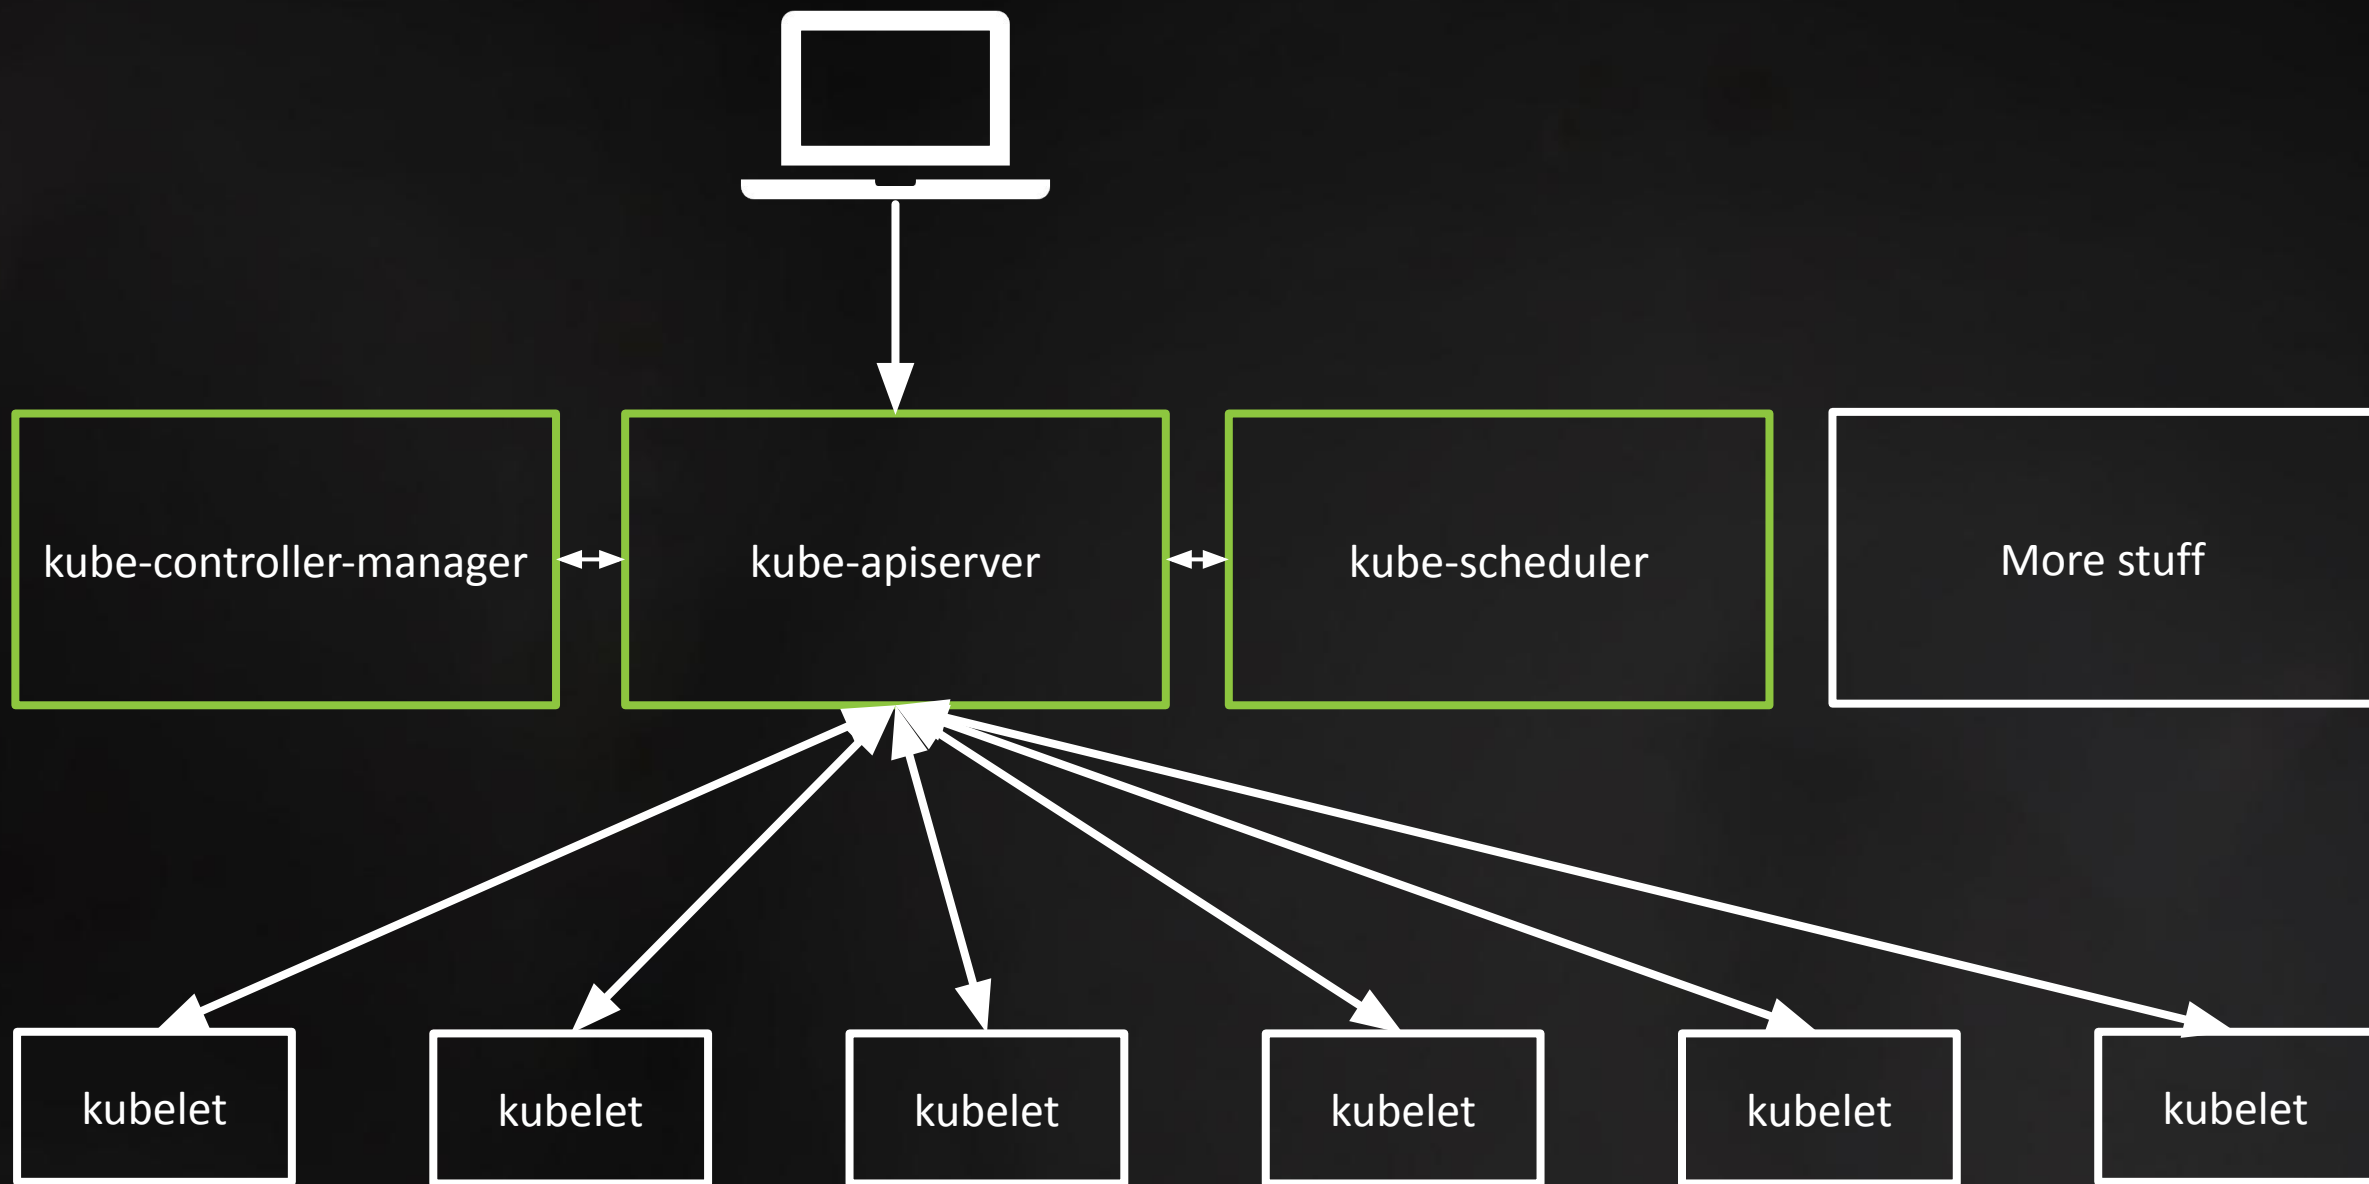 kube-controller-manager
kube-apiserver
kube-scheduler
More stuff
kubelet
kubelet
kubelet
kubelet
kubelet
kubelet